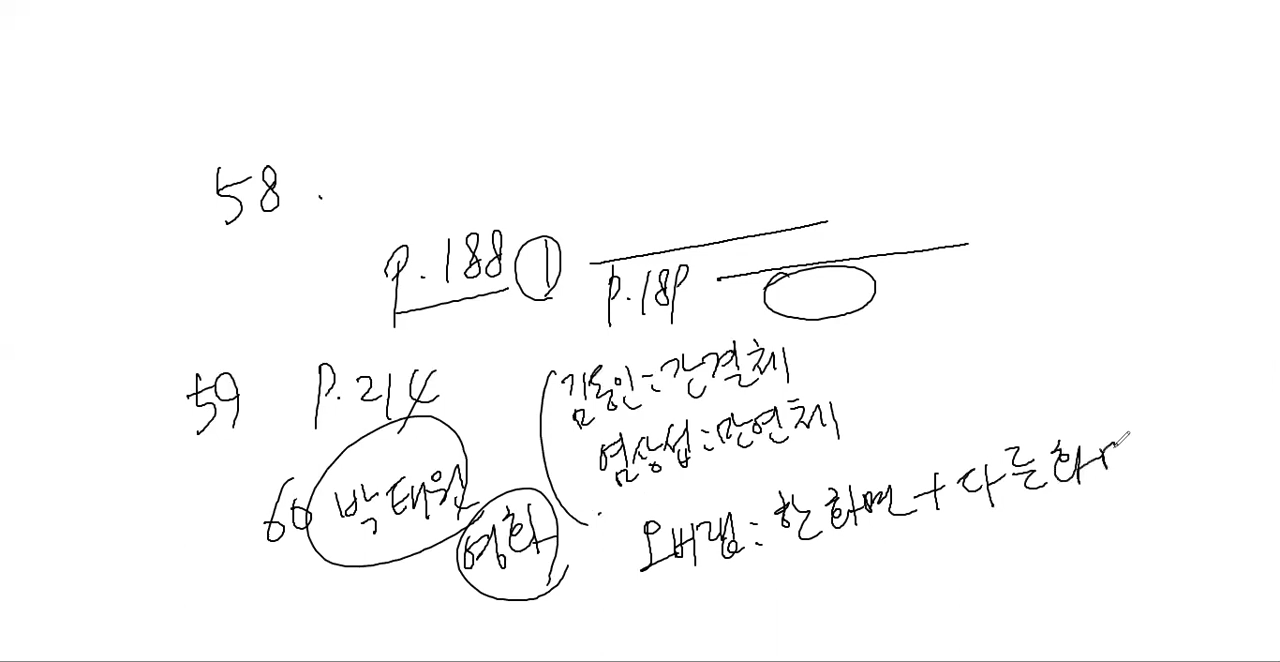 58.
P.188 ① P.189
59 P.214
김동인:간결체
염상섭:만연체
60 박태원 영화
오버랩: 한 화면 + 다른 화